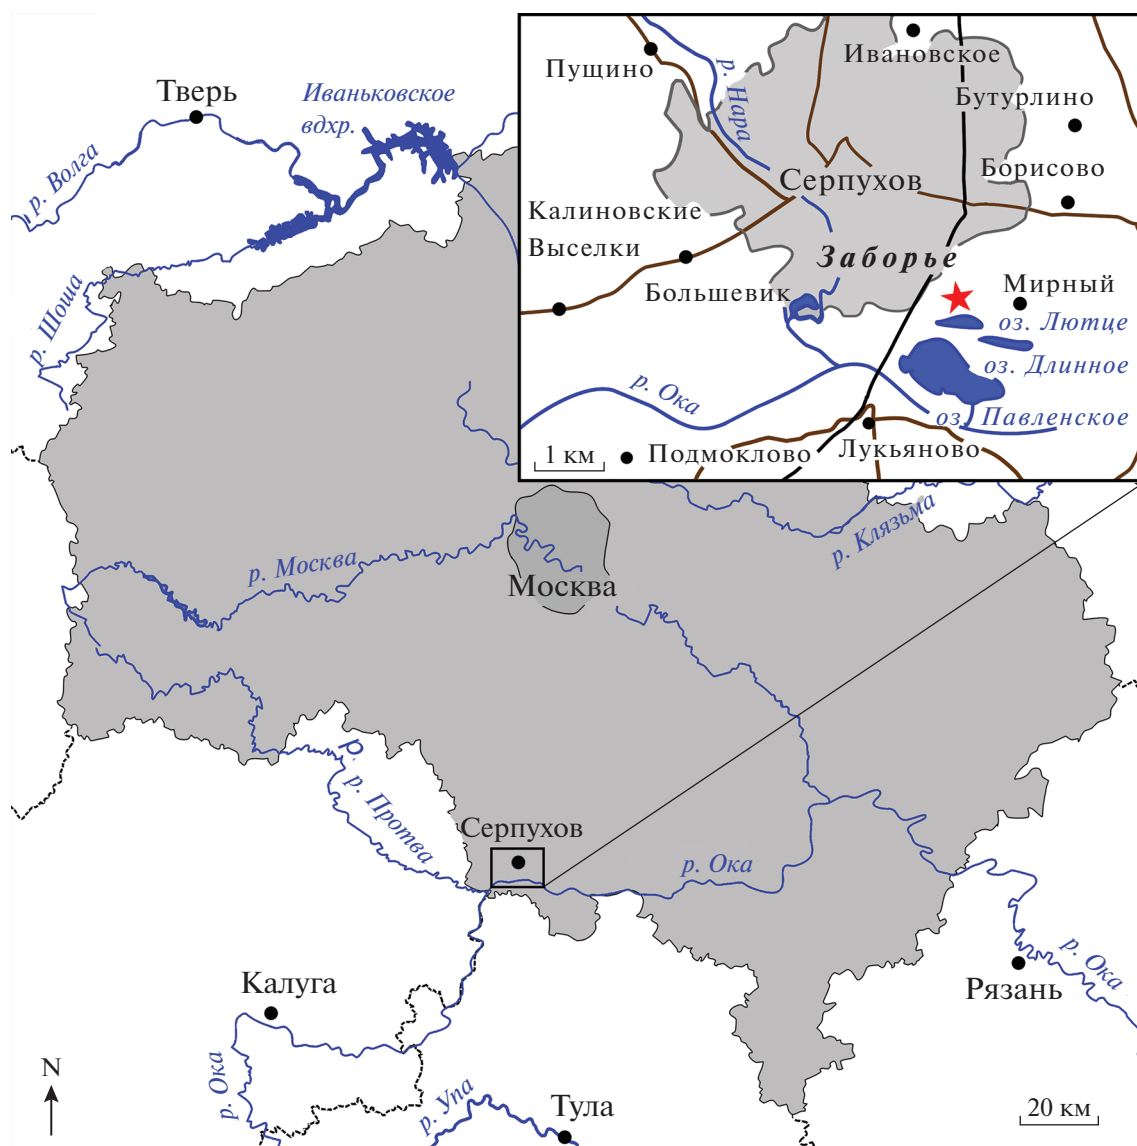 Тверь
Иваньковское
вдхр.
р. Волга
р. Шоша
Пущино
р. Нара
Ивановское
Бутурлино
Борисово
Серпухов
Калиновские
Выселки
Заборье
Большевик
Мирный
оз. Лютце
оз. Длинное
р. Ока
оз. Павленское
1 км
Подмоклово
Лукьяново
р. Клязьма
р. Москва
Москва
р.
р. Протва
Серпухов
р. Ока
Калуга
р. Ока
Рязань
N
р. Ока
р. Упа
Тула
20 км